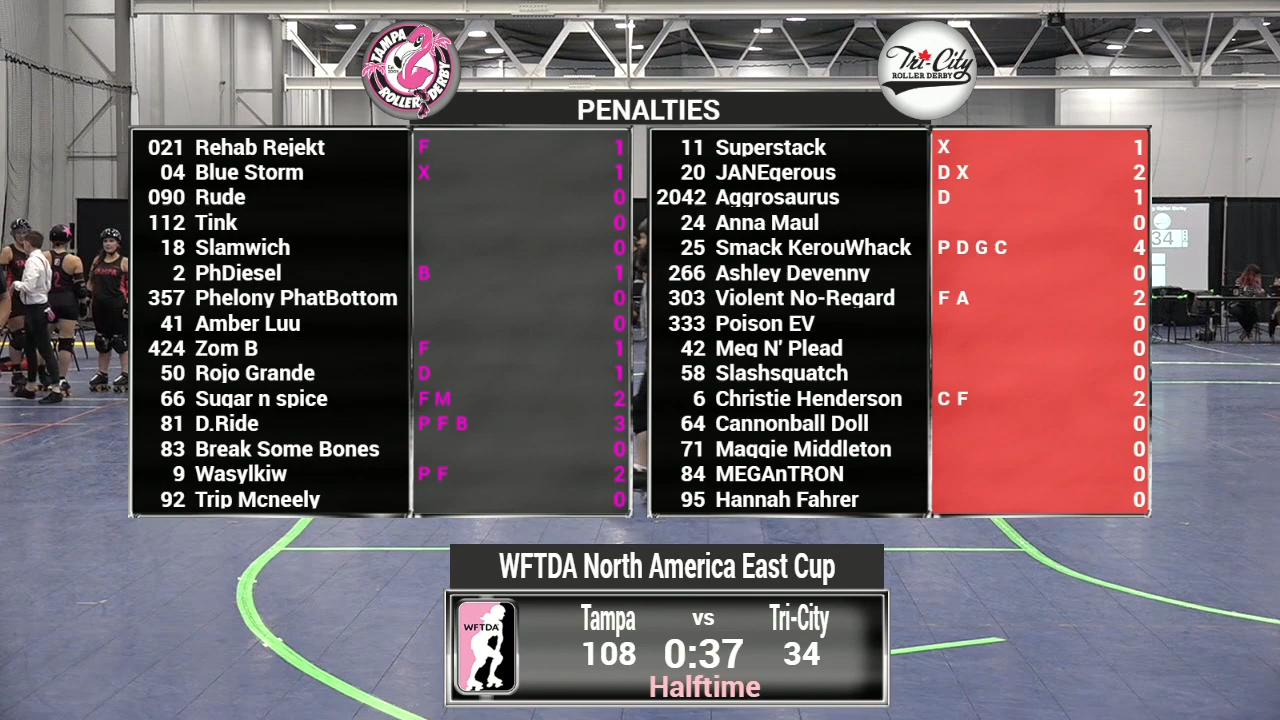 TAMPA
ROLLER DERBY
Tri-City
ROLLER DERBY
PENALTIES
021 Rehab Rejekt F 1
04 Blue Storm X 1
090 Rude 0
112 Tink 0
18 Slamwich 0
2 PhDiesel B 1
357 Phelony PhatBottom 0
41 Amber Luu 0
424 Zom B F 1
50 Rojo Grande D 1
66 Sugar n spice F M 2
81 D.Ride P F B 3
83 Break Some Bones 0
9 Wasylkiw P F 2
92 Trip Mcneely 0
11 Superstack X 1
20 JANEgerous D X 2
2042 Aggrosaurus D 1
24 Anna Maul 0
25 Smack KerouWhack P D G C 4
266 Ashley Devenny 0
303 Violent No-Regard F A 2
333 Poison EV 0
42 Meg N' Plead 0
58 Slashsquatch 0
6 Christie Henderson C F 2
64 Cannonball Doll 0
71 Maggie Middleton 0
84 MEGAnTRON 0
95 Hannah Fahrer 0
34
WFTDA North America East Cup
WFTDA
Tampa vs Tri-City
108 0:37 34
Halftime